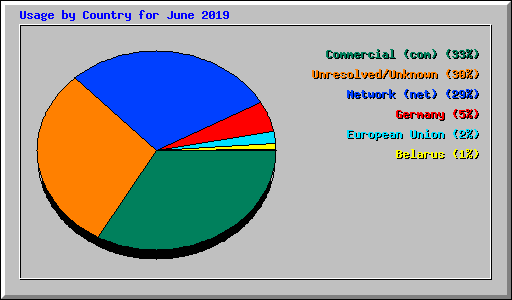 Usage by Country for June 2019
Commercial (com) (33%)
Unresolved/Unknown (30%)
Network (net) (29%)
Germany (5%)
European Union (2%)
Belarus (1%)